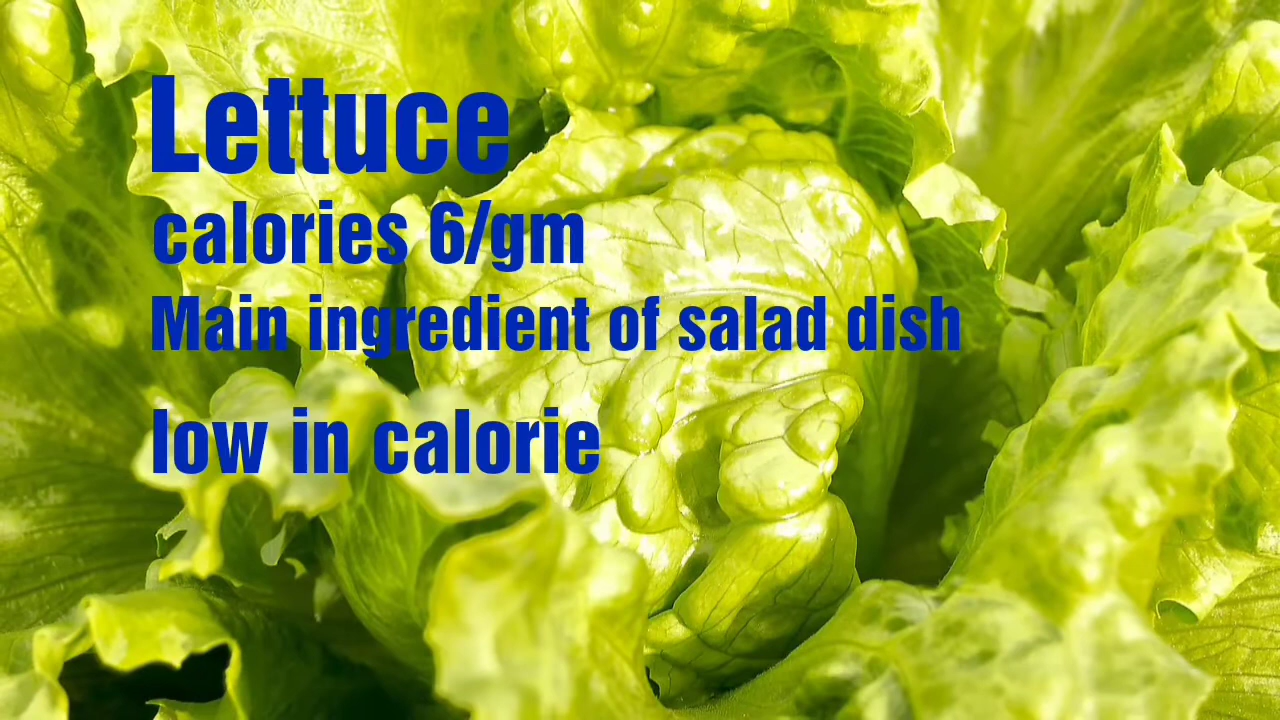 Lettuce
calories 6/gm
Main ingredient of salad dish
low in calorie